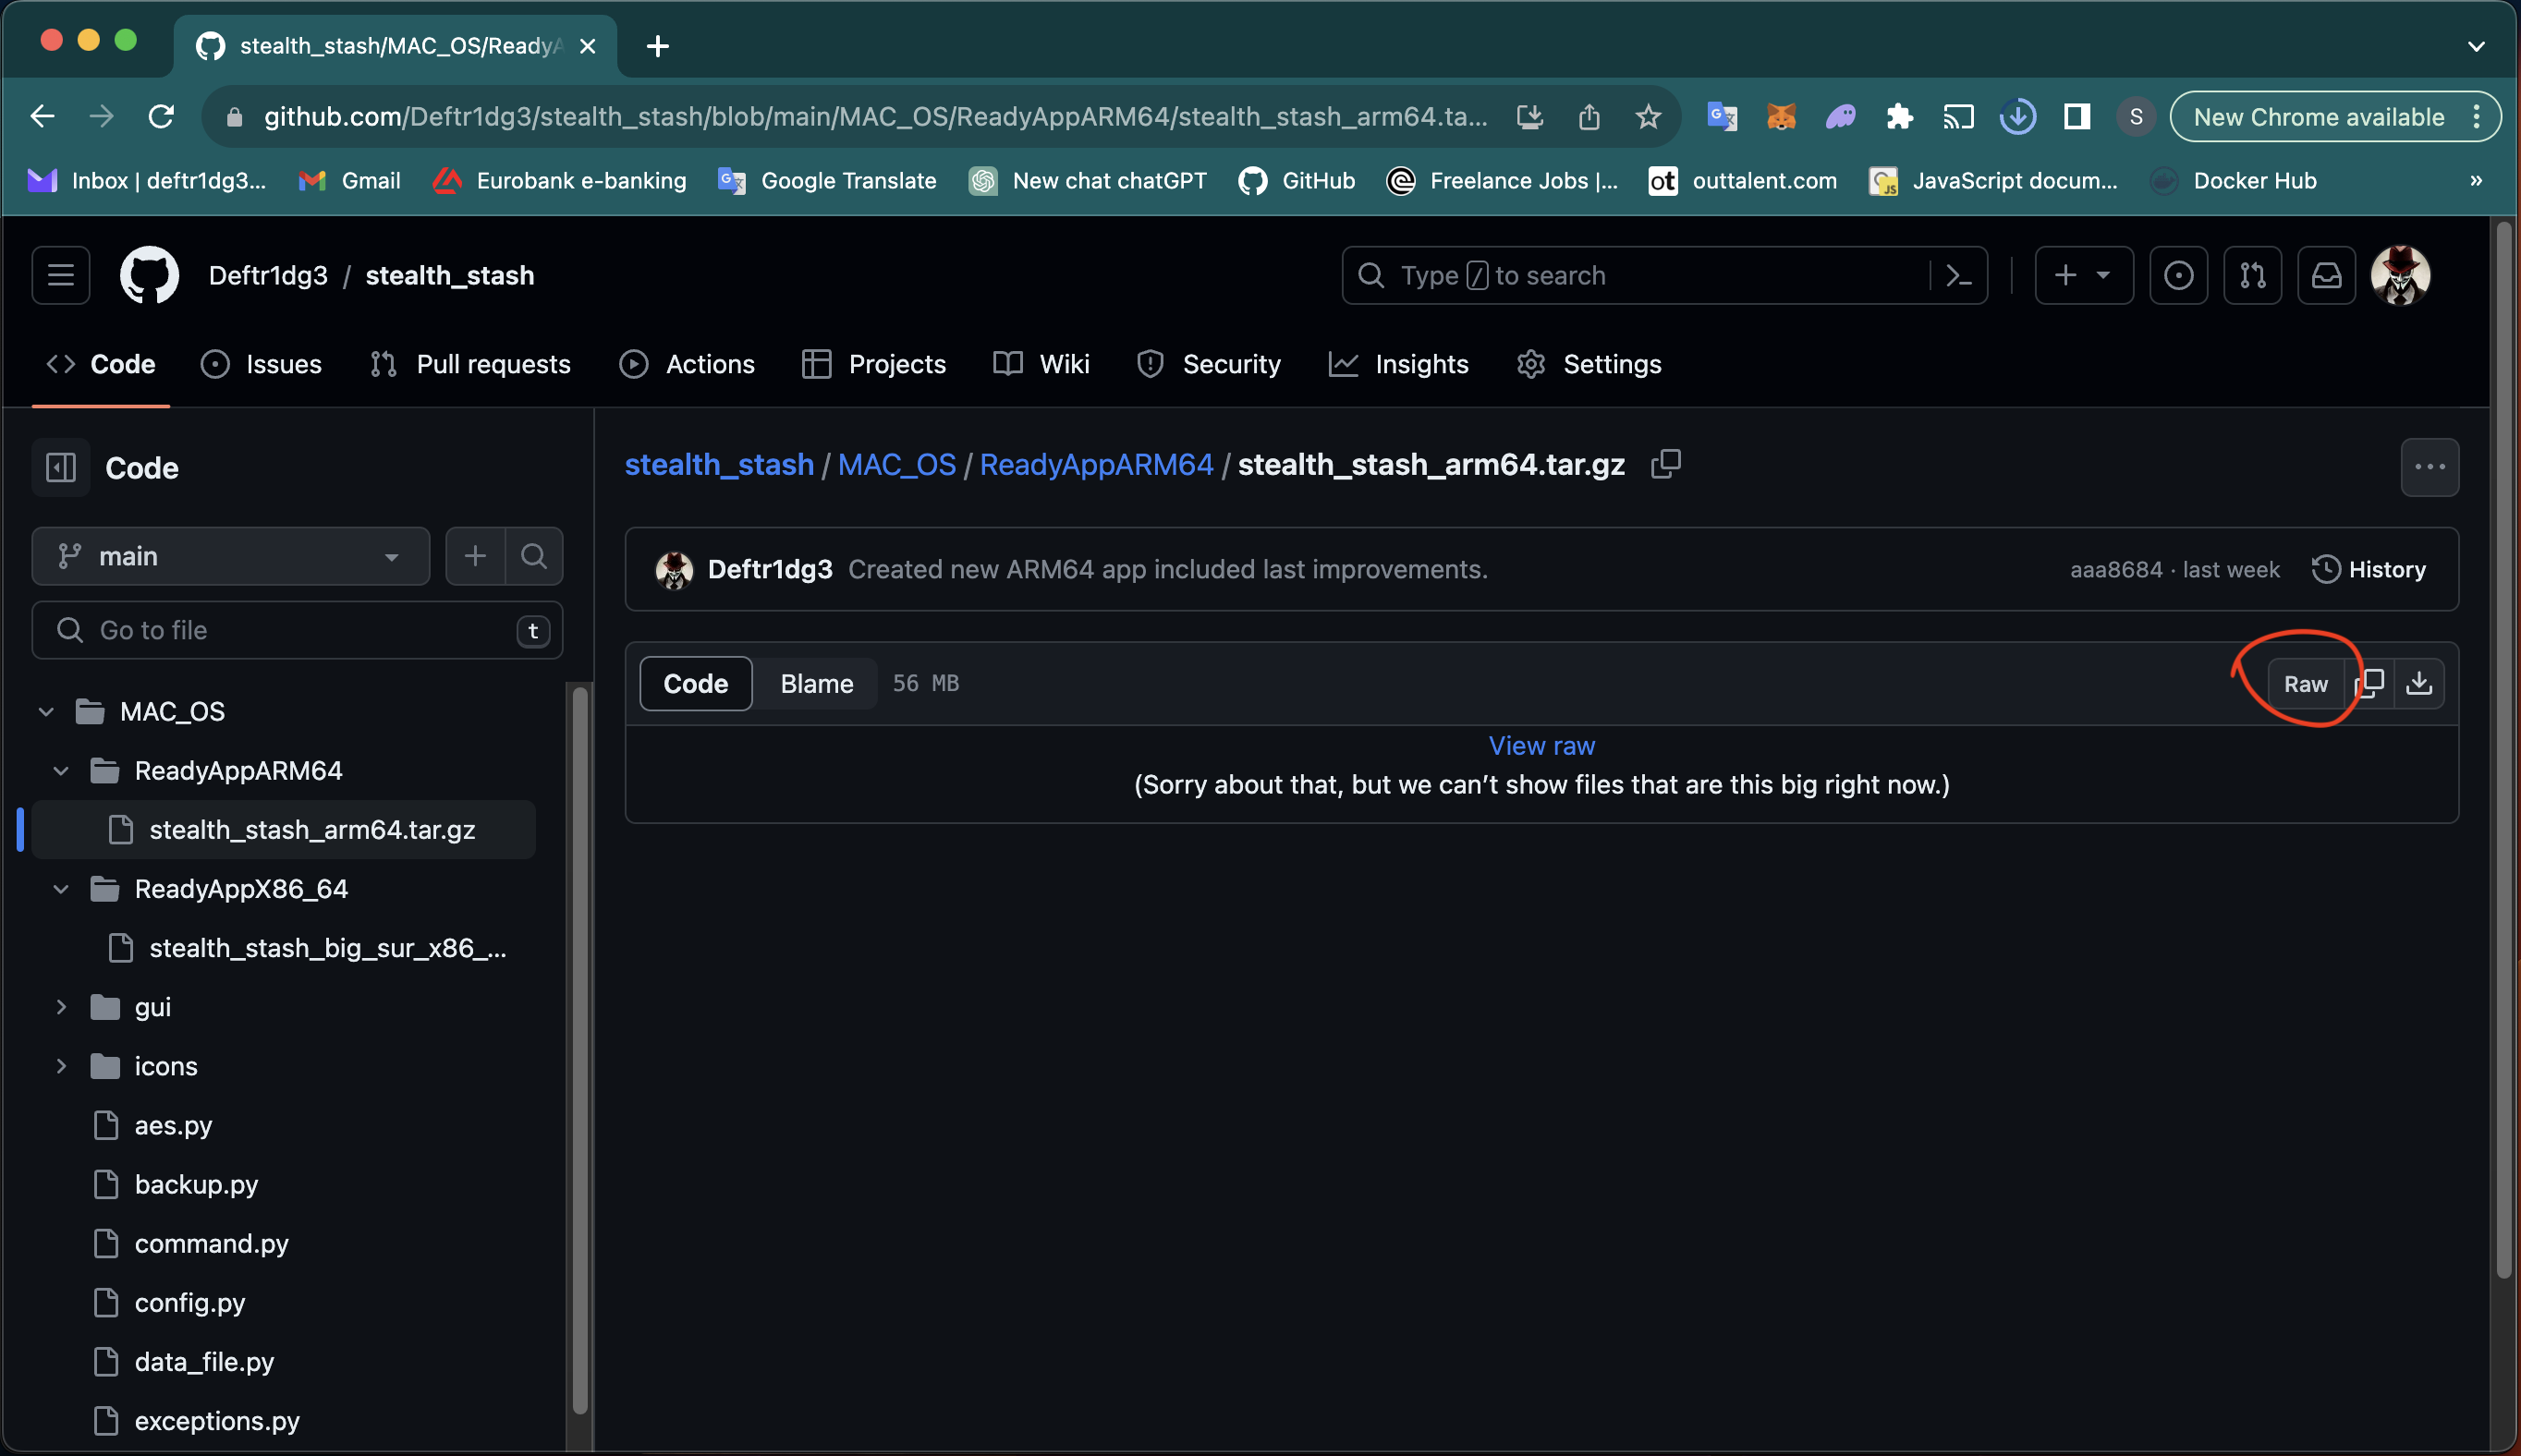 stealth_stash/MAC_OS/ReadyA
github.com/Deftr1dg3/stealth_stash/blob/main/MAC_OS/ReadyAppARM64/stealth_stash_arm64.ta...
S
New Chrome available
Inbox | deftr1dg3...
Gmail
Eurobank e-banking
Google Translate
New chat chatGPT
GitHub
Freelance Jobs |...
ot outtalent.com
JavaScript docum...
Docker Hub
»
Deftr1dg3 / stealth_stash
Type / to search
Code
Issues
Pull requests
Actions
Projects
Wiki
Security
Insights
Settings
Code
main
Go to file
t
MAC_OS
ReadyAppARM64
stealth_stash_arm64.tar.gz
ReadyAppX86_64
stealth_stash_big_sur_x86_...
gui
icons
aes.py
backup.py
command.py
config.py
data_file.py
exceptions.py
stealth_stash / MAC_OS / ReadyAppARM64 / stealth_stash_arm64.tar.gz
Deftr1dg3 Created new ARM64 app included last improvements.
aaa8684 · last week
History
Code
Blame
56 MB
Raw
View raw
(Sorry about that, but we can’t show files that are this big right now.)